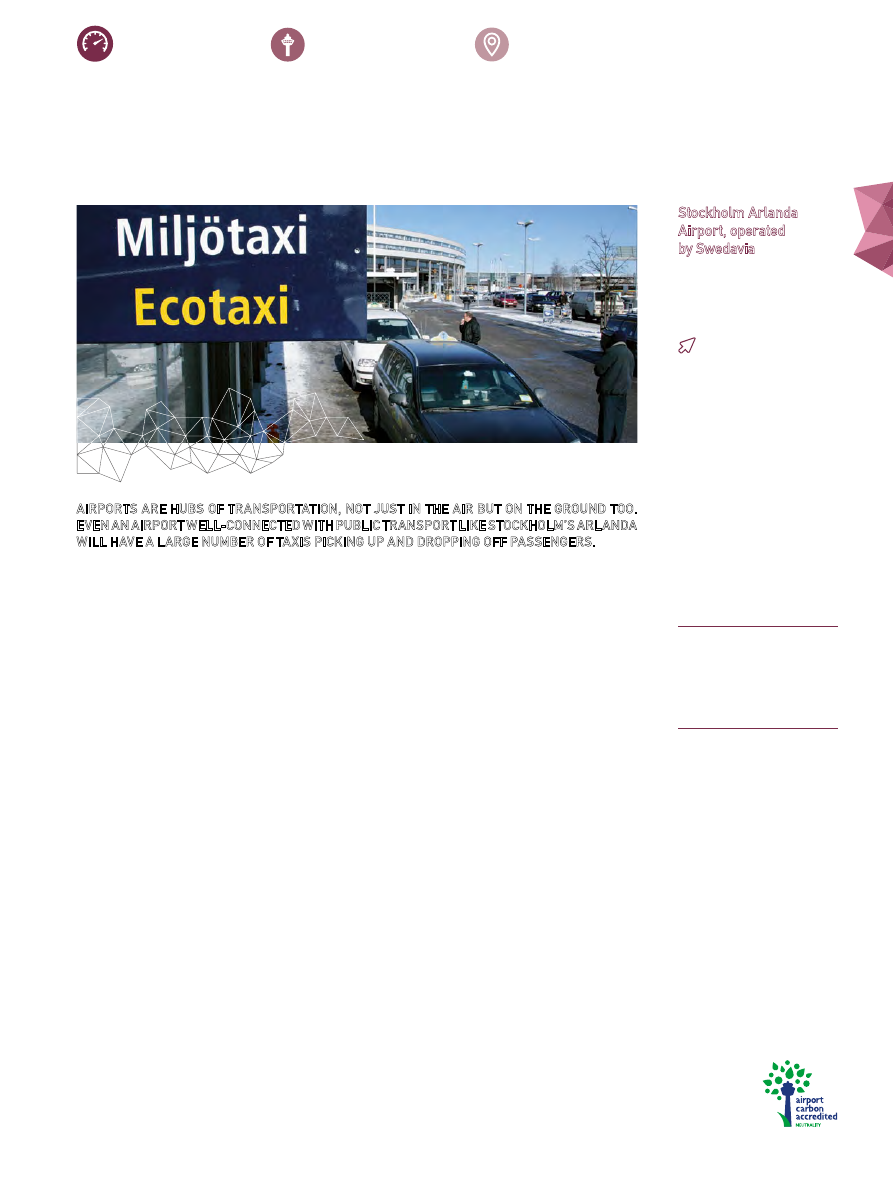 Miljötaxi
Ecotaxi
Stockholm Arlanda
Airport, operated
by Swedavia
AIRPORTS ARE HUBS OF TRANSPORTATION, NOT JUST IN THE AIR BUT ON THE GROUND TOO.
EVEN AN AIRPORT WELL-CONNECTED WITH PUBLIC TRANSPORT LIKE STOCKHOLM'S ARLANDA
WILL HAVE A LARGE NUMBER OF TAXIS PICKING UP AND DROPPING OFF PASSENGERS.
airport
carbon
accredited
NEUTRALITY